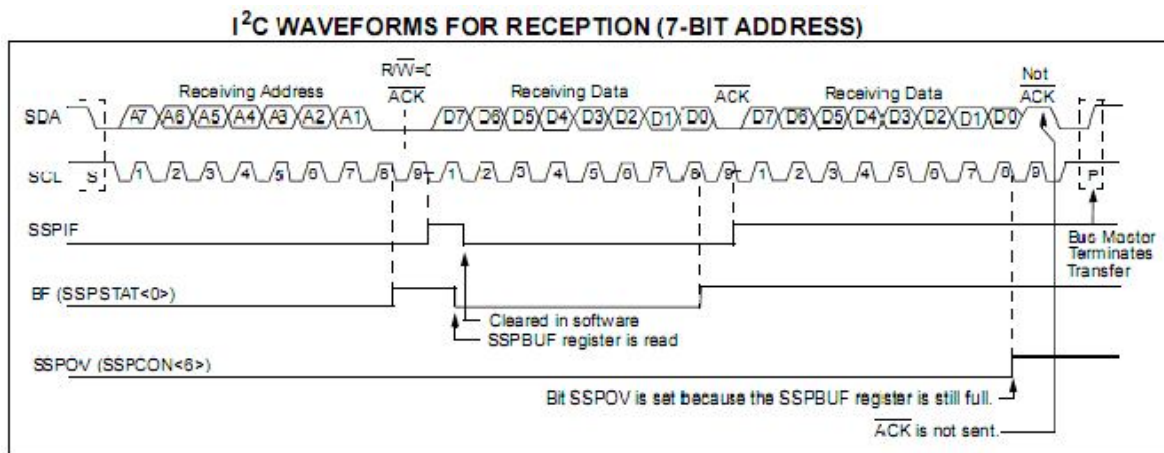 I²C WAVEFORMS FOR RECEPTION (7-BIT ADDRESS)
R/W=0
Receiving Address ACK Receiving Data ACK Receiving Data Not ACK
SDA A7 A6 A5 A4 A3 A2 A1 D7 D6 D5 D4 D3 D2 D1 D0 D7 D6 D5 D4 D3 D2 D1 D0
SCL S 1 2 3 4 5 6 7 8 9 1 2 3 4 5 6 7 8 9 1 2 3 4 5 6 7 8 9 P
SSPIF
Bus Master
Terminates
Transfer
BF (SSPSTAT<0>)
Cleared in software
SSPBUF register is read
SSPOV (SSPCON<6>)
Bit SSPOV is set because the SSPBUF register is still full.
ACK is not sent.